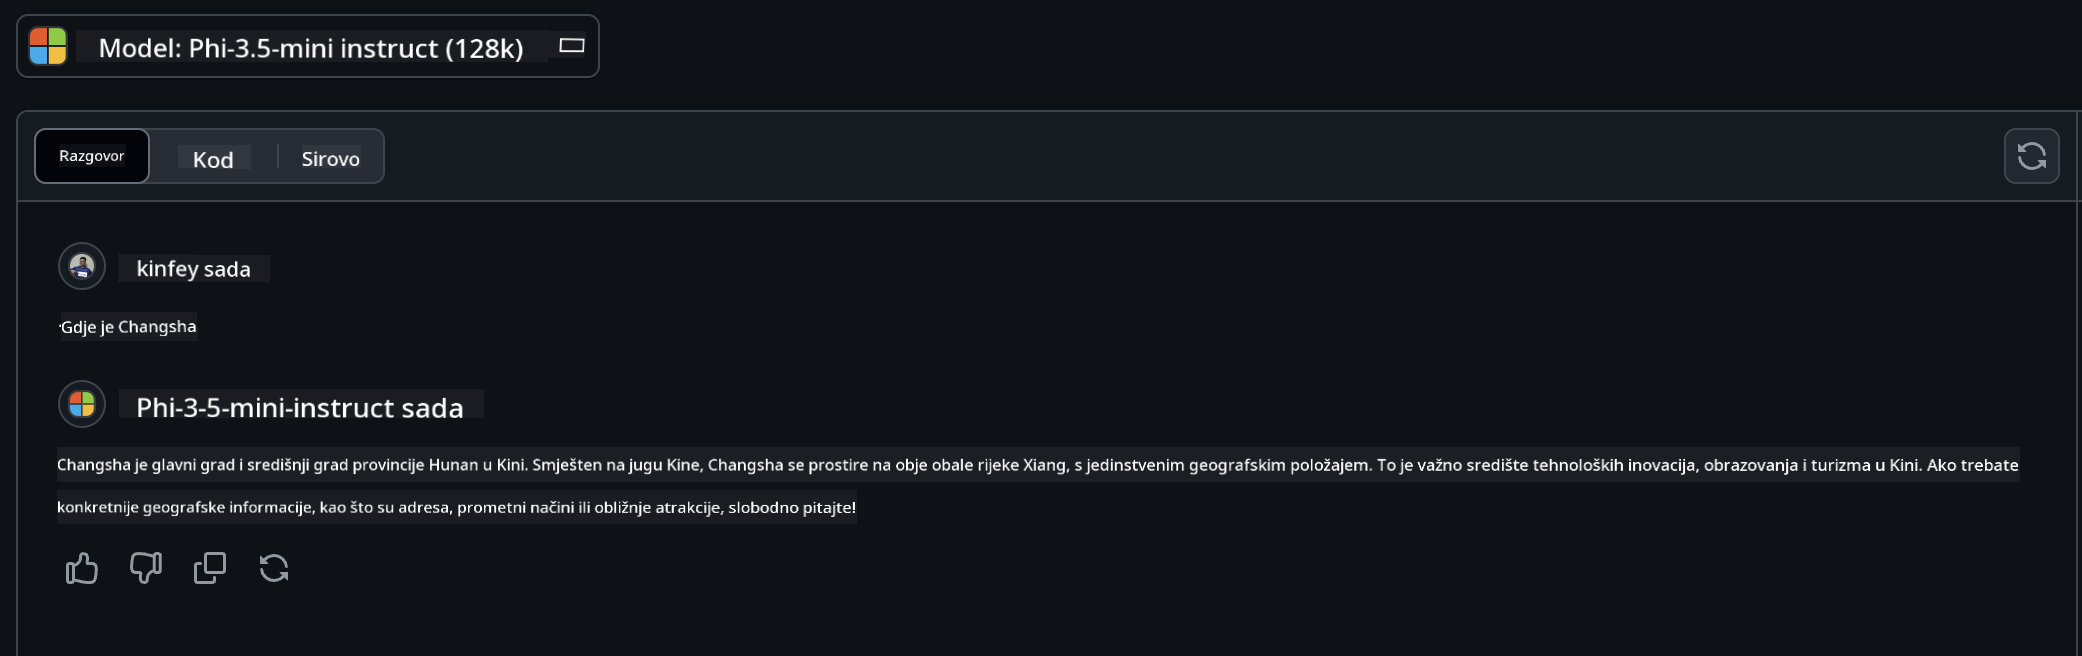 Model: Phi-3.5-mini instruct (128k)
Razgovor
Kod
Sirovo
kinfey sada
Gdje je Changsha
Phi-3-5-mini-instruct sada
Changsha je glavni grad i središnji grad provincije Hunan u Kini. Smješten na jugu Kine, Changsha se prostire na obje obale rijeke Xiang, s jedinstvenim geografskim položajem. To je važno središte tehnoloških inovacija, obrazovanja i turizma u Kini. Ako trebate
konkretnije geografske informacije, kao što su adresa, prometni načini ili obližnje atrakcije, slobodno pitajte!